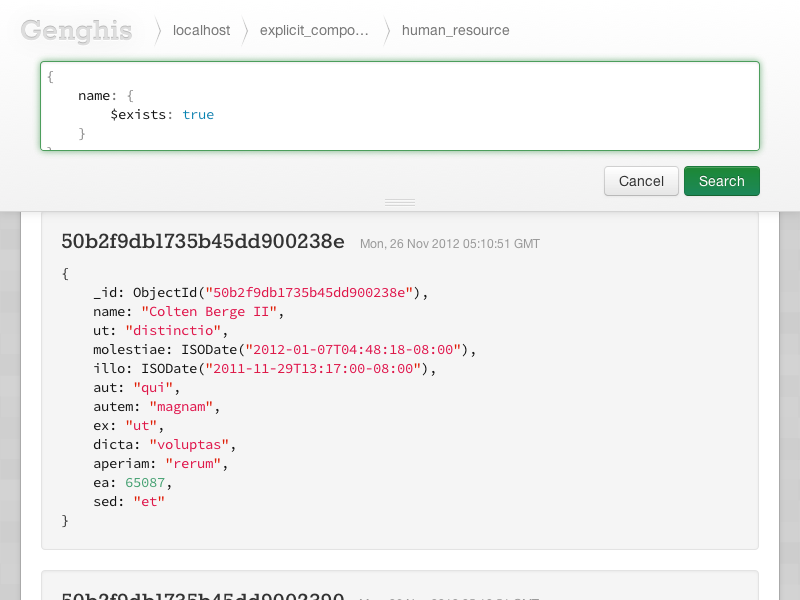 Genghis localhost explicit_compo... human_resource
{
name: {
$exists: true
}
Cancel Search
50b2f9db1735b45dd900238e Mon, 26 Nov 2012 05:10:51 GMT
{
_id: ObjectId("50b2f9db1735b45dd900238e"),
name: "Colten Berge II",
ut: "distinctio",
molestiae: ISODate("2012-01-07T04:48:18-08:00"),
illo: ISODate("2011-11-29T13:17:00-08:00"),
aut: "qui",
autem: "magnam",
ex: "ut",
dicta: "voluptas",
aperiam: "rerum",
ea: 65087,
sed: "et"
}
50b2f9db1735b45dd9002390